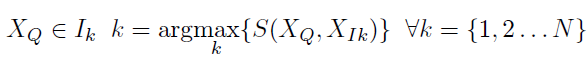 X_Q ∈ I_k k = argmax_k{S(X_Q, X_{Ik})} ∀k = {1, 2 . . . N}